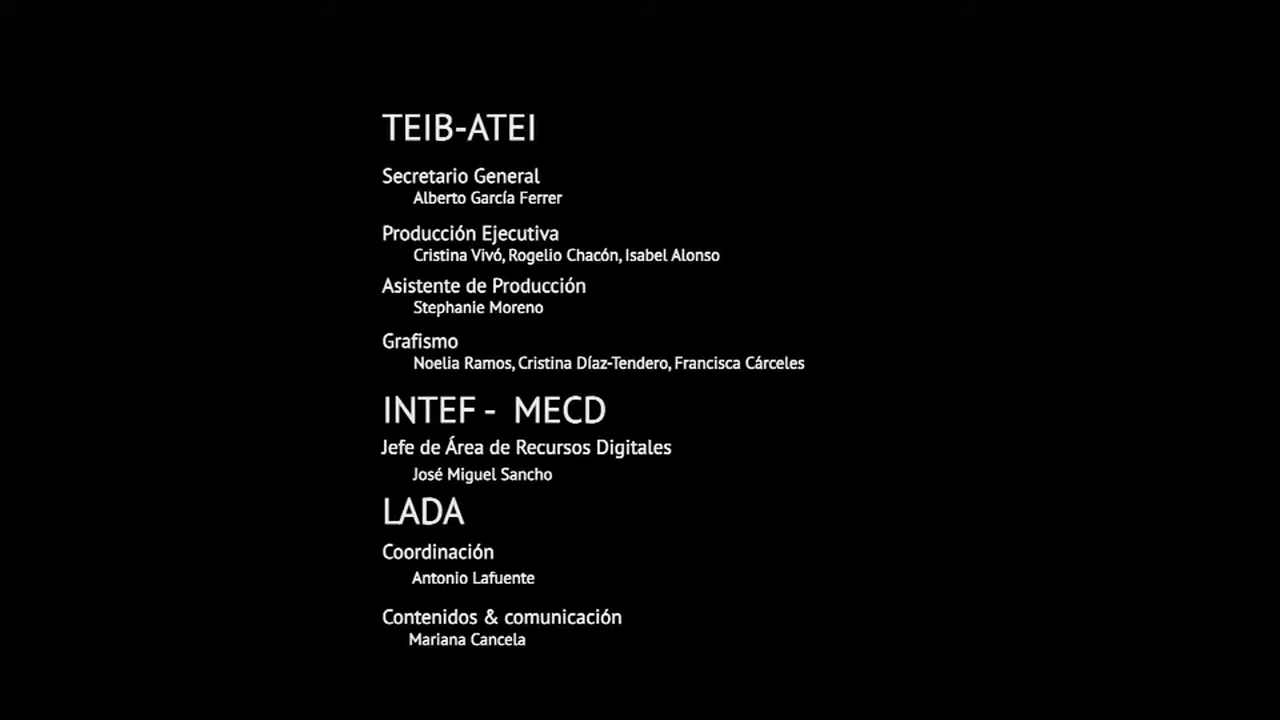 TEIB-ATEI
Secretario General
Alberto García Ferrer
Producción Ejecutiva
Cristina Vivó, Rogelio Chacón, Isabel Alonso
Asistente de Producción
Stephanie Moreno
Grafismo
Noelia Ramos, Cristina Díaz-Tendero, Francisca Cárceles
INTEF - MECD
Jefe de Área de Recursos Digitales
José Miguel Sancho
LADA
Coordinación
Antonio Lafuente
Contenidos & comunicación
Mariana Cancela